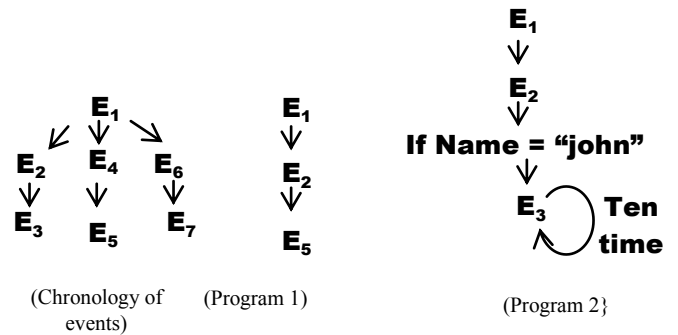 E1
E2 E4 E6
E3 E5 E7
(Chronology of
events)
E1
E2
E5
(Program 1)
E1
E2
If Name = “john”
E3
Ten
time
(Program 2}